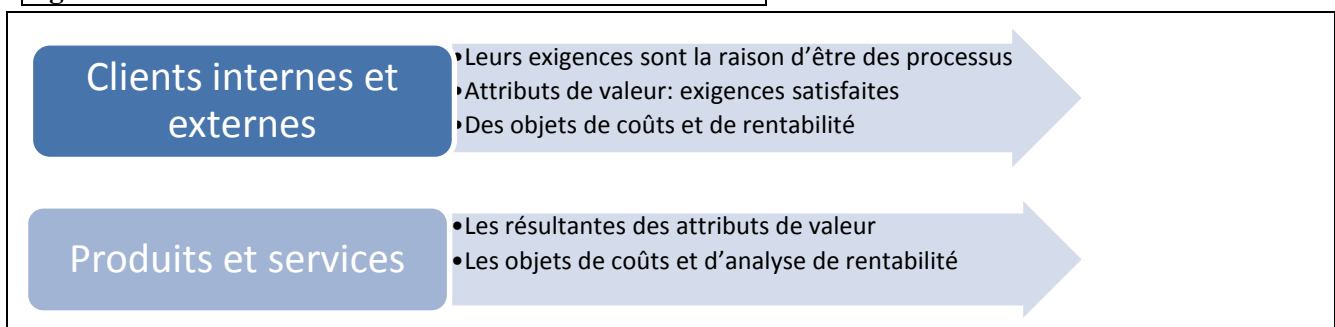 Clients internes et
externes
•Leurs exigences sont la raison d’être des processus
•Attributs de valeur: exigences satisfaites
•Des objets de coûts et de rentabilité
Produits et services
•Les résultantes des attributs de valeur
•Les objets de coûts et d’analyse de rentabilité